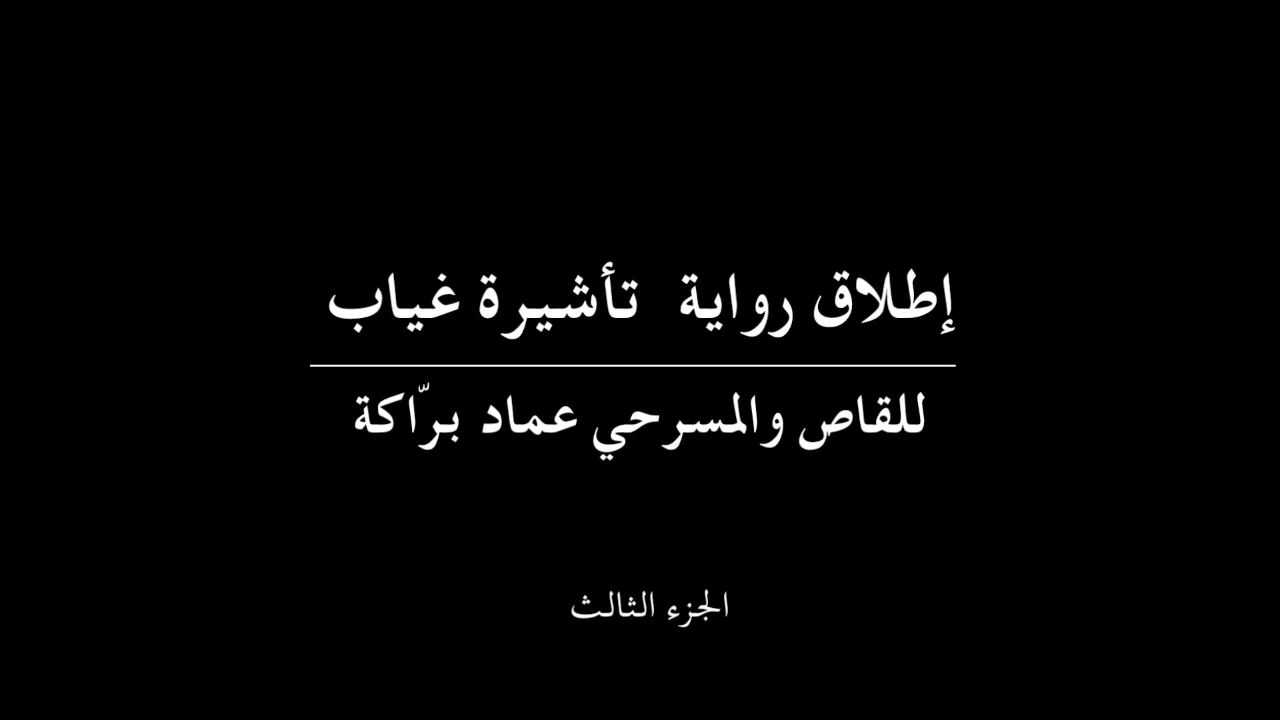 إطلاق رواية تأشيرة غياب
للقاص والمسرحي عماد برّاكة
الجزء الثالث